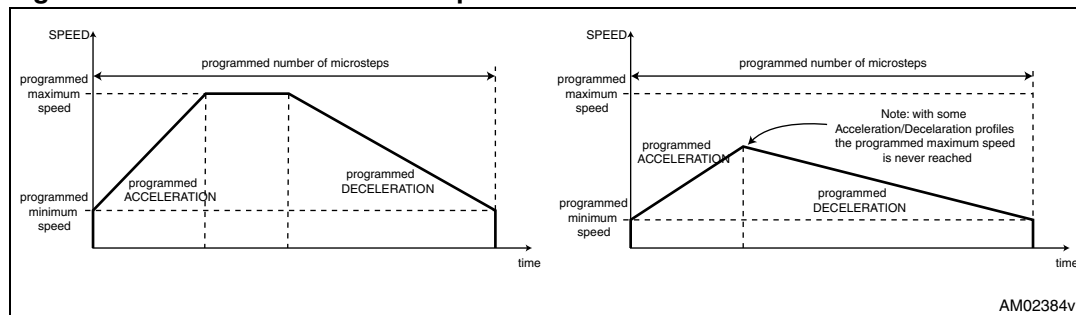 SPEED
programmed number of microsteps
programmed
maximum
speed
programmed
ACCELERATION
programmed
DECELERATION
programmed
minimum
speed
time
SPEED
programmed number of microsteps
programmed
maximum
speed
Note: with some
Acceleration/Decelaration profiles
the programmed maximum speed
is never reached
programmed
ACCELERATION
programmed
DECELERATION
programmed
minimum
speed
time
AM02384v